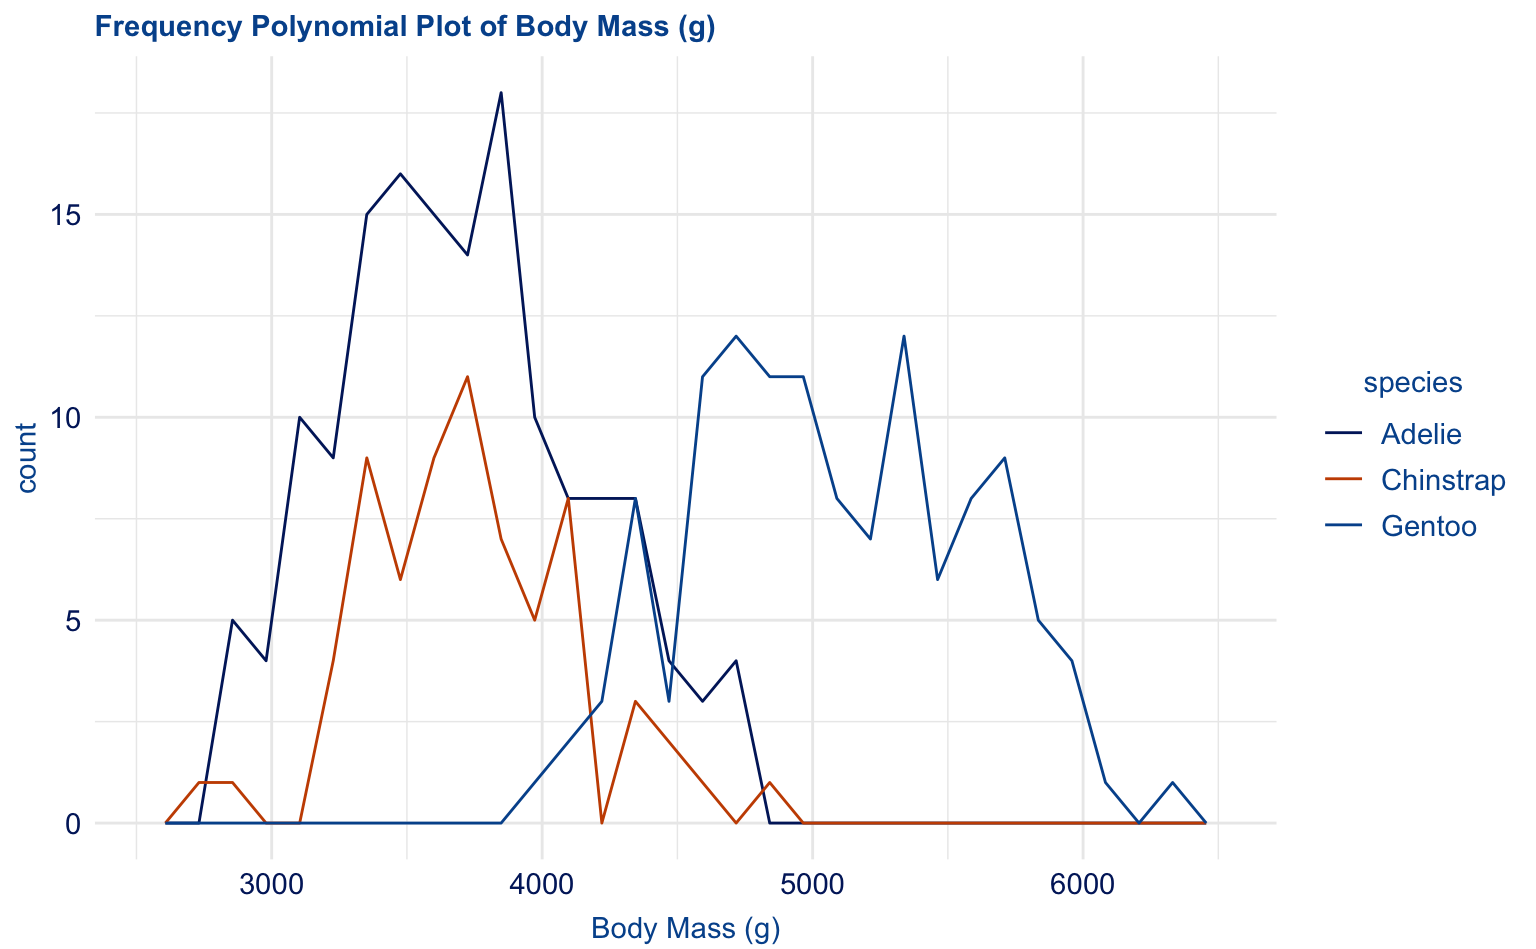 Frequency Polynomial Plot of Body Mass (g)
15
10
5
0
count
3000 4000 5000 6000
Body Mass (g)
species
Adelie
Chinstrap
Gentoo